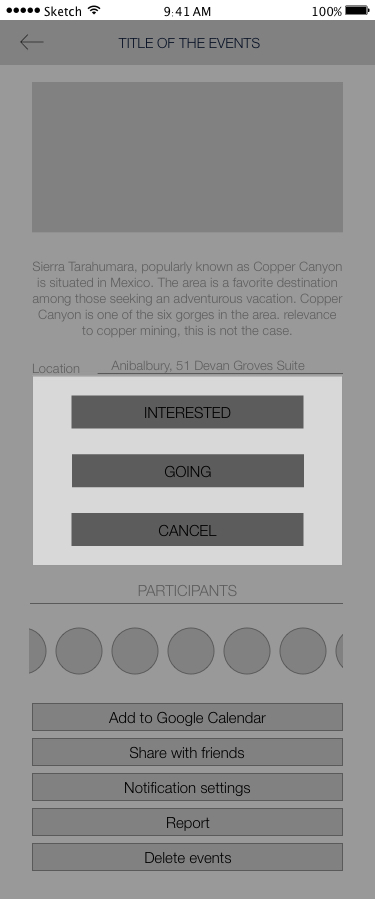 Sketch 9:41 AM 100%
TITLE OF THE EVENTS
Sierra Tarahumara, popularly known as Copper Canyon
is situated in Mexico. The area is a favorite destination
among those seeking an adventurous vacation. Copper
Canyon is one of the six gorges in the area. relevance
to copper mining, this is not the case.
Location Anibalbury, 51 Devan Groves Suite
INTERESTED
GOING
CANCEL
PARTICIPANTS
Add to Google Calendar
Share with friends
Notification settings
Report
Delete events